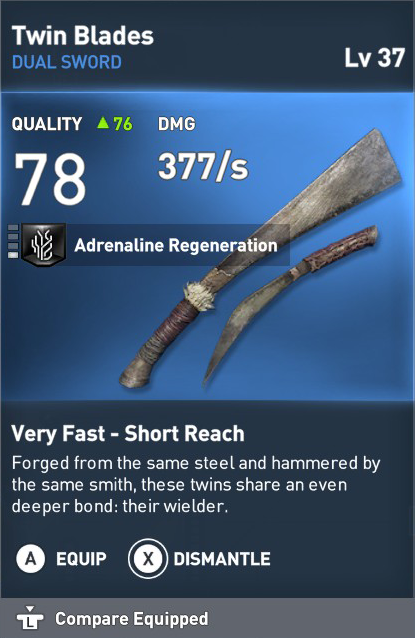 Twin Blades
DUAL SWORD
Lv 37
QUALITY ▲76 DMG
78 377/s
Adrenaline Regeneration
Very Fast - Short Reach
Forged from the same steel and hammered by
the same smith, these twins share an even
deeper bond: their wielder.
A EQUIP X DISMANTLE
L Compare Equipped